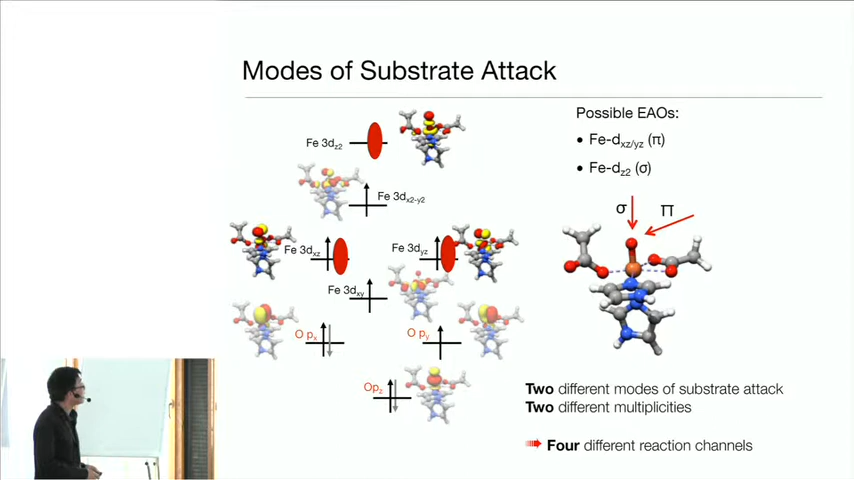 Modes of Substrate Attack
Possible EAOs:
Fe 3dz2
• Fe-dxz/yz (π)
• Fe-dz2 (σ)
Fe 3dx2-y2
σ
π
Fe 3dxz
Fe 3dyz
Fe 3dxy
O px
O py
Opz
Two different modes of substrate attack
Two different multiplicities
Four different reaction channels